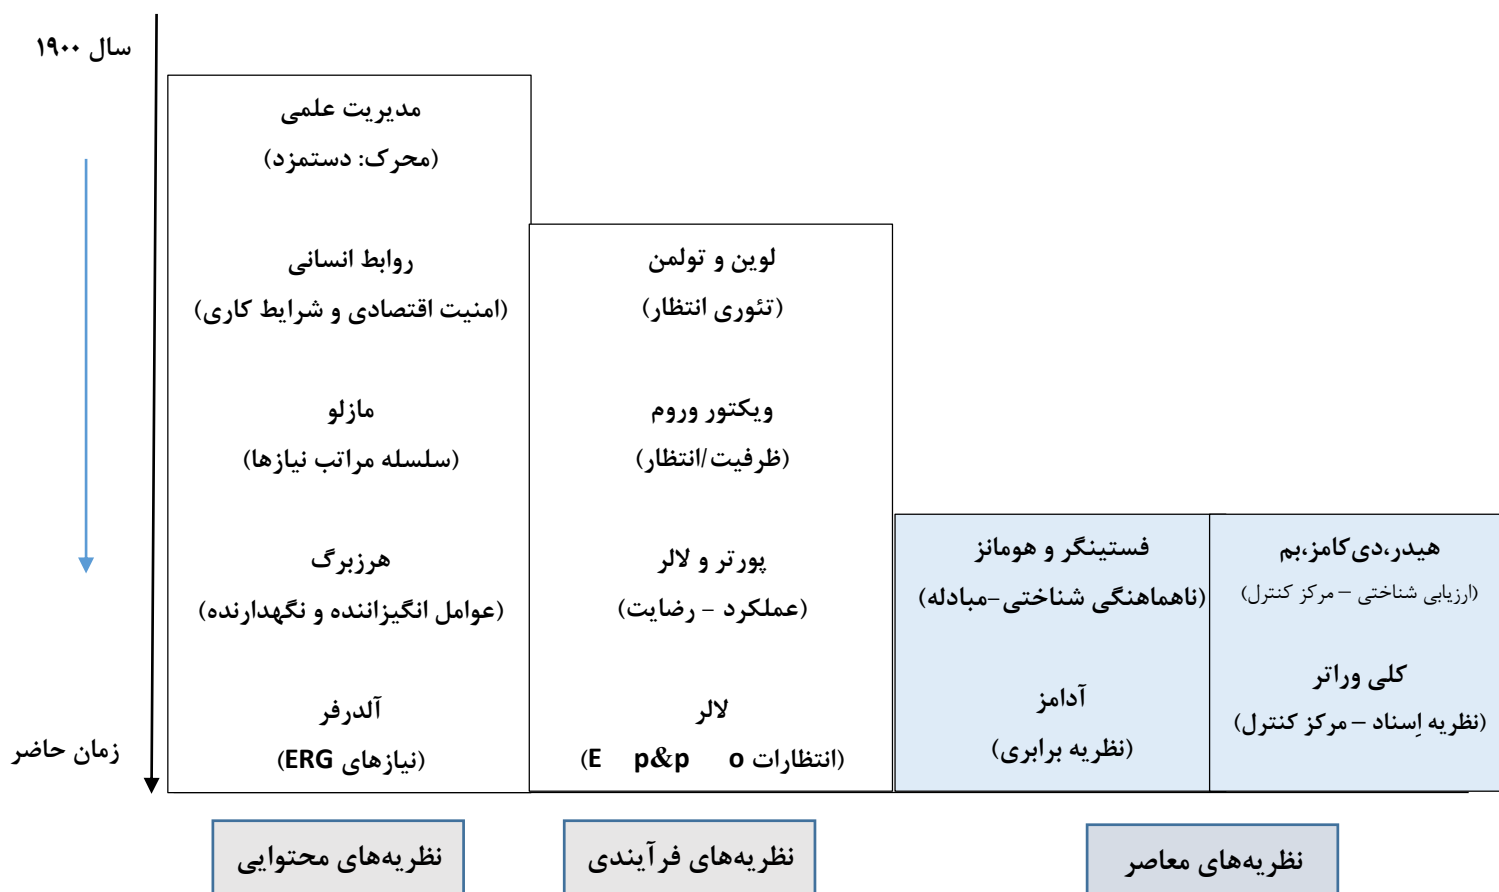 سال ۱۹۰۰
مدیریت علمی
(محرک: دستمزد)
روابط انسانی
(امنیت اقتصادی و شرایط کاری)
مازلو
(سلسله مراتب نیازها)
هرزبرگ
(عوامل انگیزاننده و نگهدارنده)
آلدرفر
(نیازهای ERG)
لوین و تولمن
(تئوری انتظار)
ویکتور وروم
(ظرفیت/انتظار)
پورتر و لالر
(عملکرد – رضایت)
لالر
(انتظارات E p&p o)
فستینگر و هومانز
(ناهماهنگی شناختی–مبادله)
آدامز
(نظریه برابری)
هیدر،دی‌کامز،بم
(ارزیابی شناختی – مرکز کنترل)
کلی وراتر
(نظریه اِسناد – مرکز کنترل)
زمان حاضر
نظریه‌های محتوایی
نظریه‌های فرآیندی
نظریه‌های معاصر